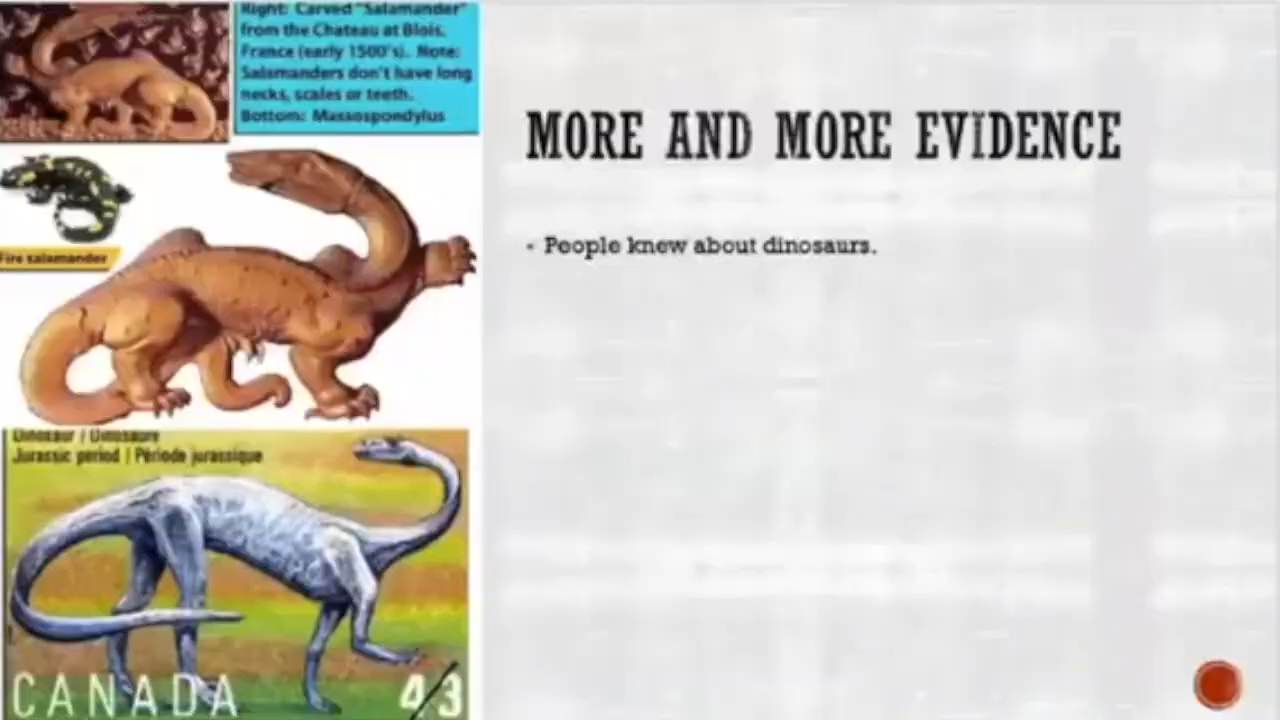 Right: Carved "Salamander"
from the Chateau at Blois,
France (early 1500's). Note:
Salamanders don't have long
necks, scales or teeth.
Bottom: Massospondylus
MORE AND MORE EVIDENCE
• People knew about dinosaurs.
Fire salamander
Dinosaur / Dinosaure
Jurassic period / Période jurassique
CANADA 43